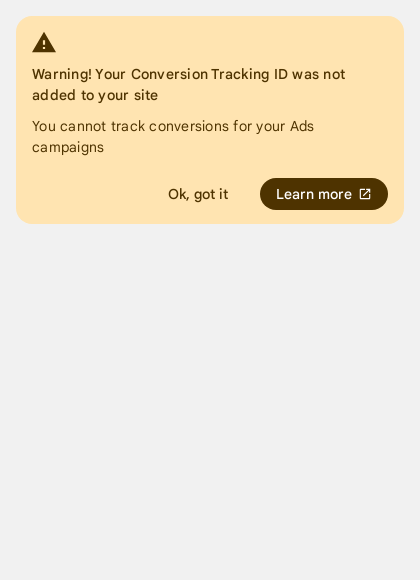 Warning! Your Conversion Tracking ID was not
added to your site
You cannot track conversions for your Ads
campaigns
Ok, got it
Learn more